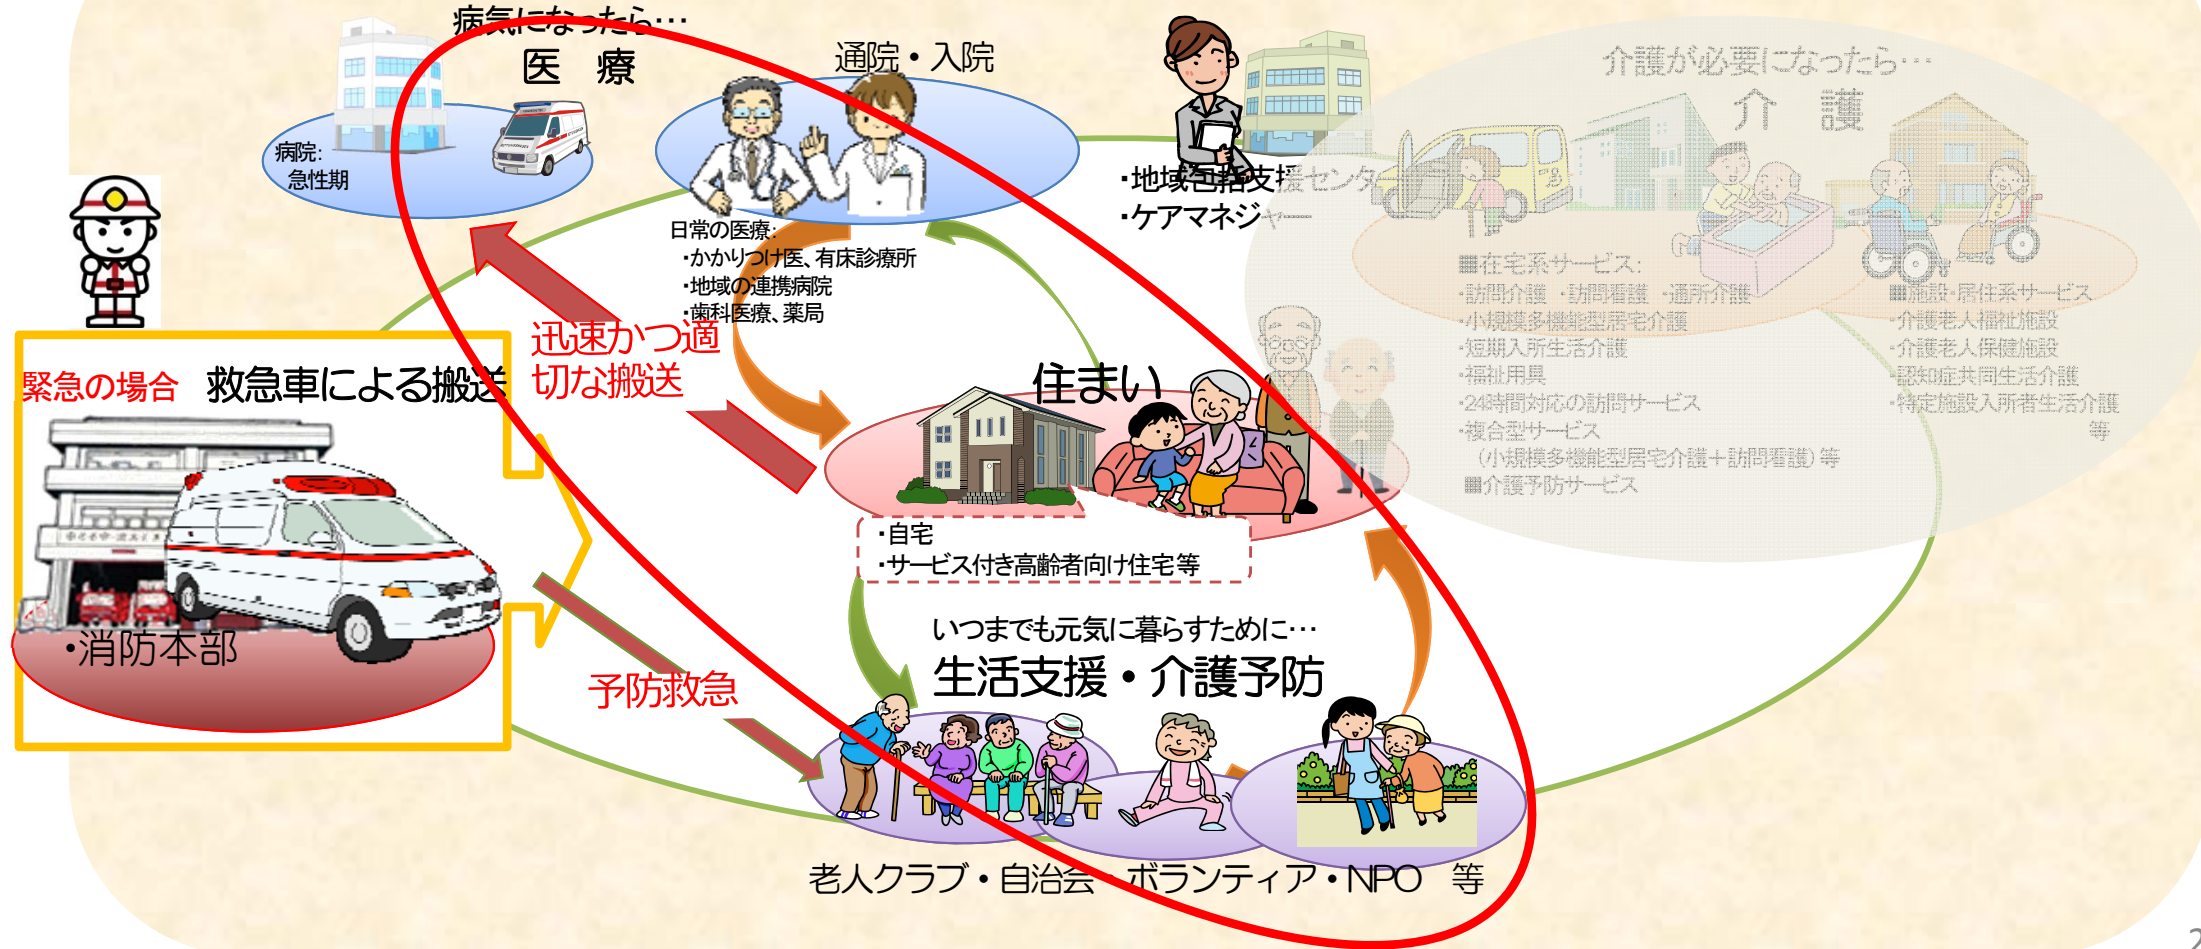 病気になったら…
医 療
通院・入院
病院:
急性期
日常の医療:
・かかりつけ医、有床診療所
・地域の連携病院
・歯科医療、薬局
・地域包括支援センター
・ケアマネジャー
介護が必要になったら…
介 護
■在宅系サービス:
・訪問介護 ・訪問看護 ・通所介護
・小規模多機能型居宅介護
・短期入所生活介護
・福祉用具
・24時間対応の訪問サービス
・複合型サービス
(小規模多機能型居宅介護+訪問看護)等
■介護予防サービス
■施設・居住系サービス
・介護老人福祉施設
・介護老人保健施設
・認知症共同生活介護
・特定施設入所者生活介護
等
緊急の場合 救急車による搬送
・消防本部
迅速かつ適
切な搬送
予防救急
住まい
・自宅
・サービス付き高齢者向け住宅等
いつまでも元気に暮らすために…
生活支援・介護予防
老人クラブ・自治会・ボランティア・NPO 等
2